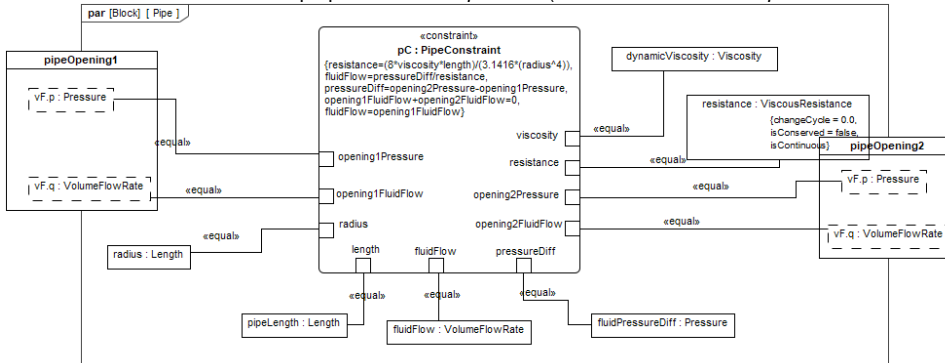 par [Block] [ Pipe ]
«constraint»
pC : PipeConstraint
{resistance=(8*viscosity*length)/(3.1416*(radius^4)),
fluidFlow=pressureDiff/resistance,
pressureDiff=opening2Pressure-opening1Pressure,
opening1FluidFlow+opening2FluidFlow=0,
fluidFlow=opening1FluidFlow}
pipeOpening1
vF.p : Pressure
vF.q : VolumeFlowRate
«equal»
«equal»
«equal»
opening1Pressure
opening1FluidFlow
radius
radius : Length
viscosity
resistance
opening2Pressure
opening2FluidFlow
«equal»
«equal»
«equal»
«equal»
dynamicViscosity : Viscosity
resistance : ViscousResistance
{changeCycle = 0.0,
isConserved = false,
isContinuous}
pipeOpening2
vF.p : Pressure
vF.q : VolumeFlowRate
length
fluidFlow
pressureDiff
«equal»
«equal»
«equal»
pipeLength : Length
fluidFlow : VolumeFlowRate
fluidPressureDiff : Pressure